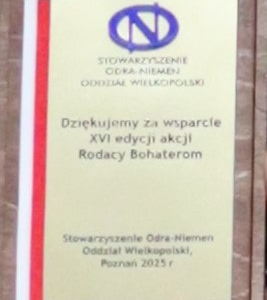 STOWARZYSZENIE
ODRA-NIEMEN
ODDZIAŁ WIELKOPOLSKI
Dziękujemy za wsparcie
XVI edycji akcji
Rodacy Bohaterom
Stowarzyszenie Odra-Niemen
Oddział Wielkopolski,
Poznań 2025 r